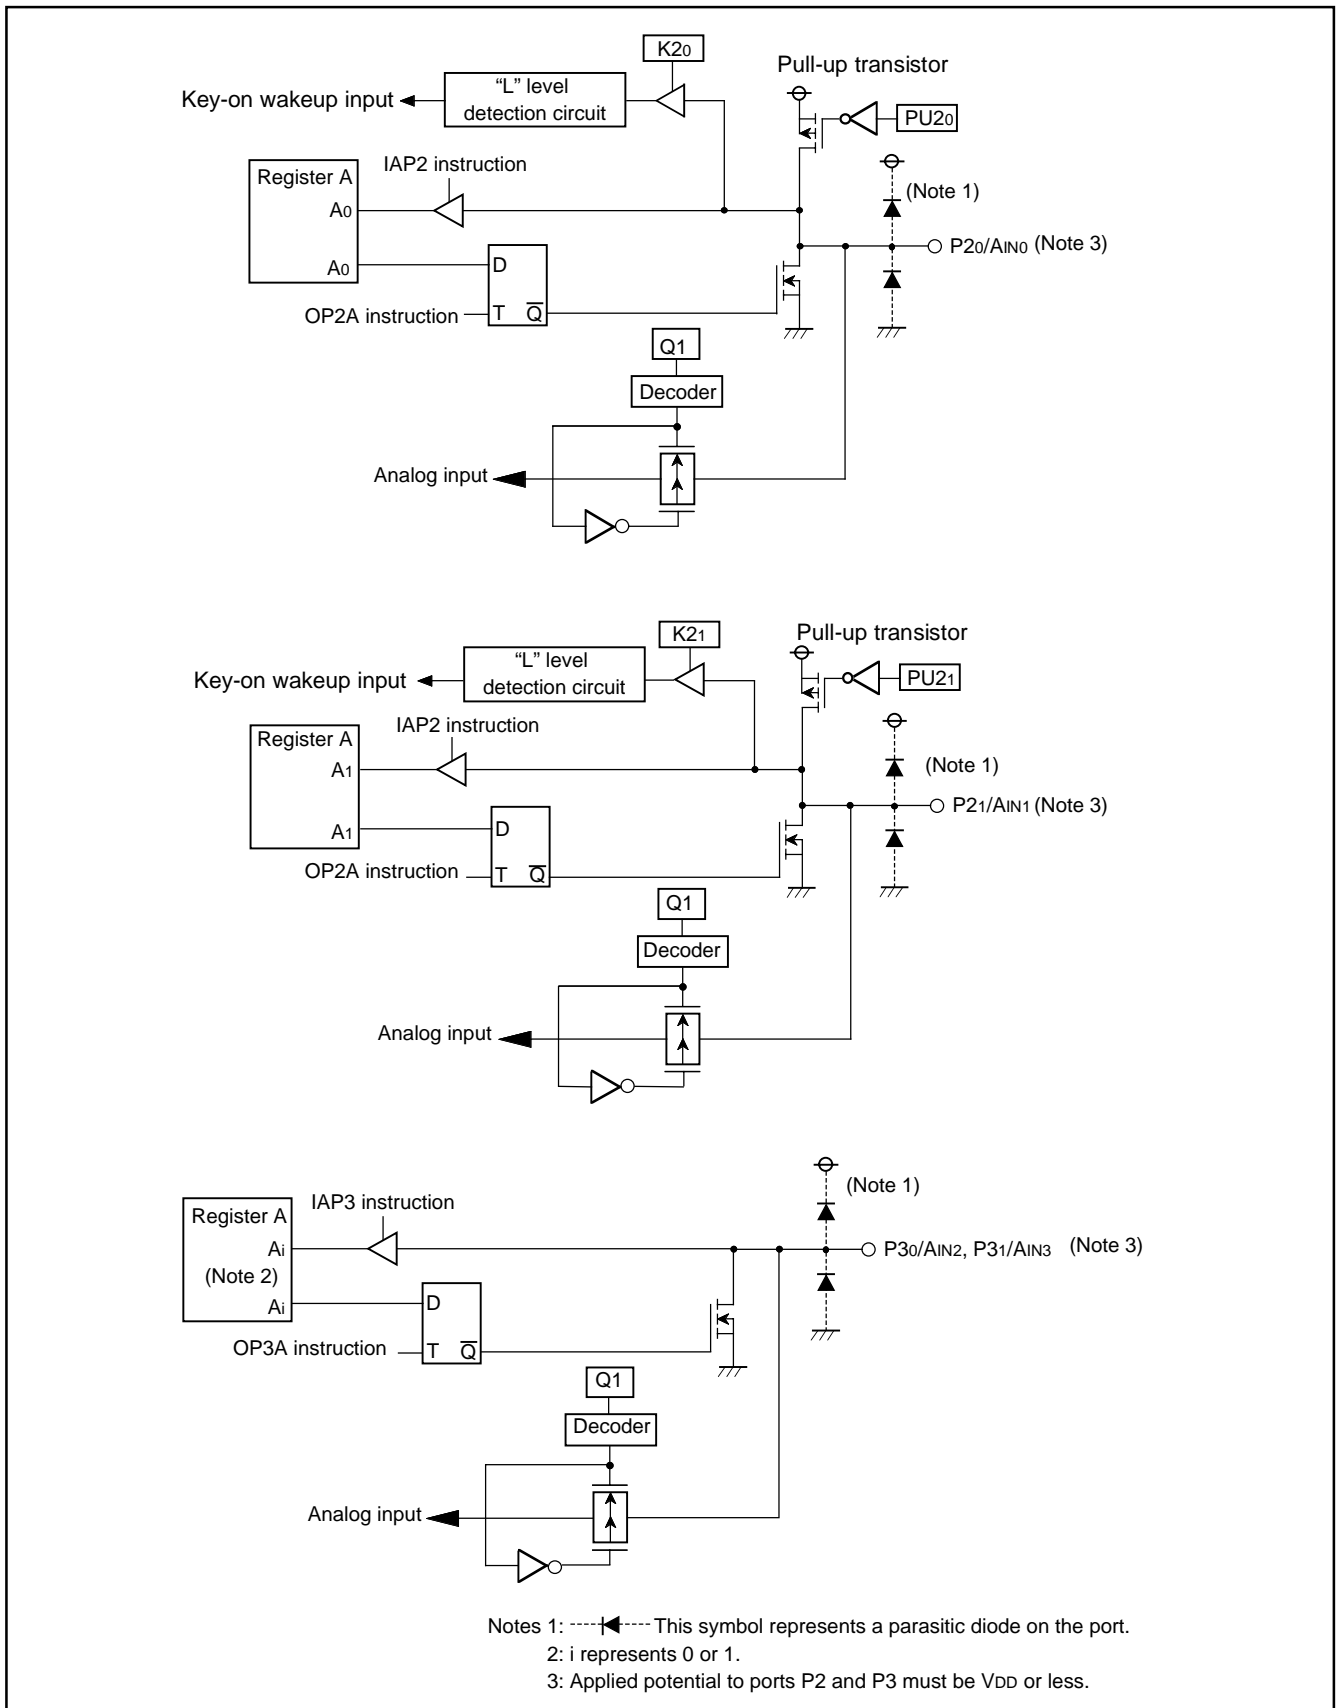 K20
Pull-up transistor
"L" level
detection circuit
Key-on wakeup input
PU20
IAP2 instruction
Register A
(Note 1)
A0
P20/AIN0 (Note 3)
A0
D
OP2A instruction
T Q̅
Q1
Decoder
Analog input
K21
Pull-up transistor
"L" level
detection circuit
Key-on wakeup input
PU21
IAP2 instruction
Register A
(Note 1)
A1
P21/AIN1 (Note 3)
A1
D
OP2A instruction
T Q̅
Q1
Decoder
Analog input
(Note 1)
IAP3 instruction
Register A
Ai
P30/AIN2, P31/AIN3 (Note 3)
(Note 2)
Ai
D
OP3A instruction
T Q̅
Q1
Decoder
Analog input
Notes 1: This symbol represents a parasitic diode on the port.
2: i represents 0 or 1.
3: Applied potential to ports P2 and P3 must be VDD or less.